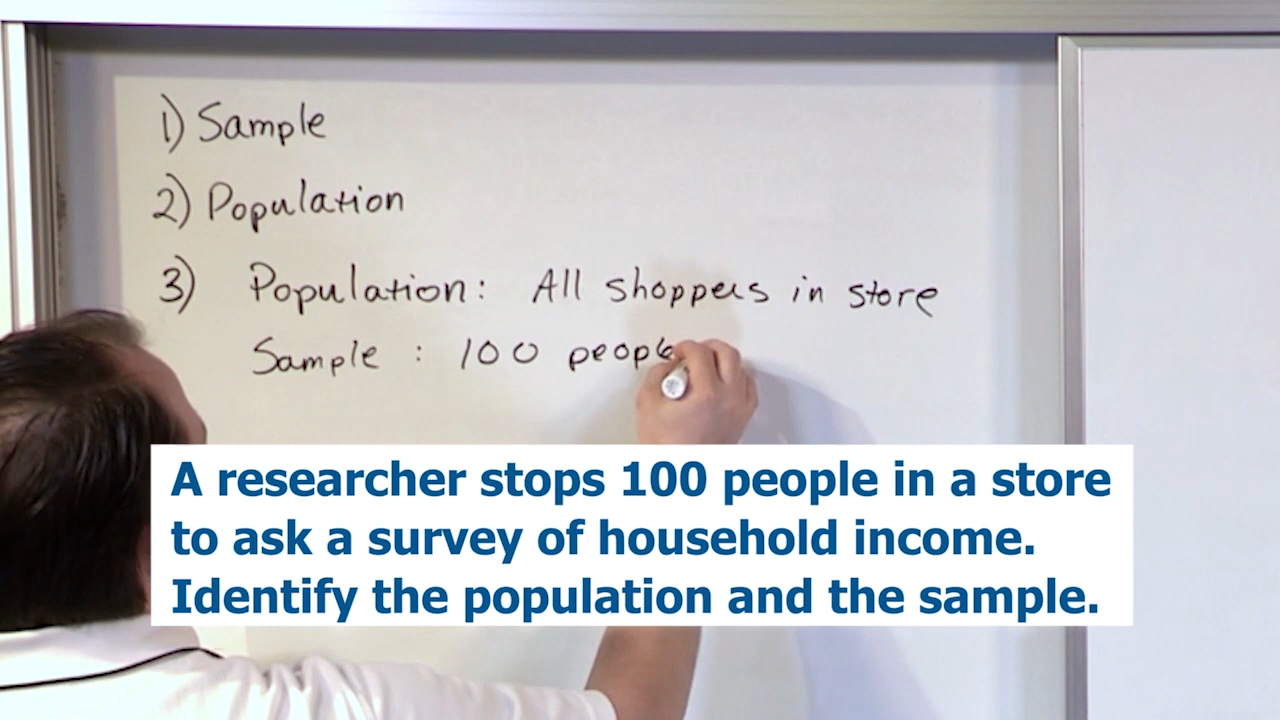 1) Sample
2) Population
3) Population: All shoppers in store
Sample : 100 people
A researcher stops 100 people in a store
to ask a survey of household income.
Identify the population and the sample.